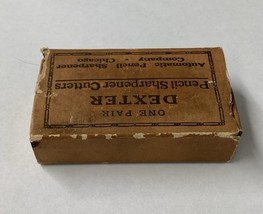 ONE PAIR
DEXTER
Pencil Sharpener Cutters
Automatic Pencil Sharpener
Company - Chicago